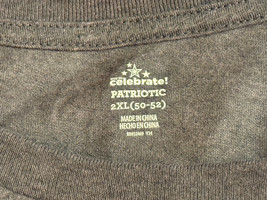 celebrate!
PATRIOTIC
2XL(50-52)
MADE IN CHINA
HECHO EN CHINA